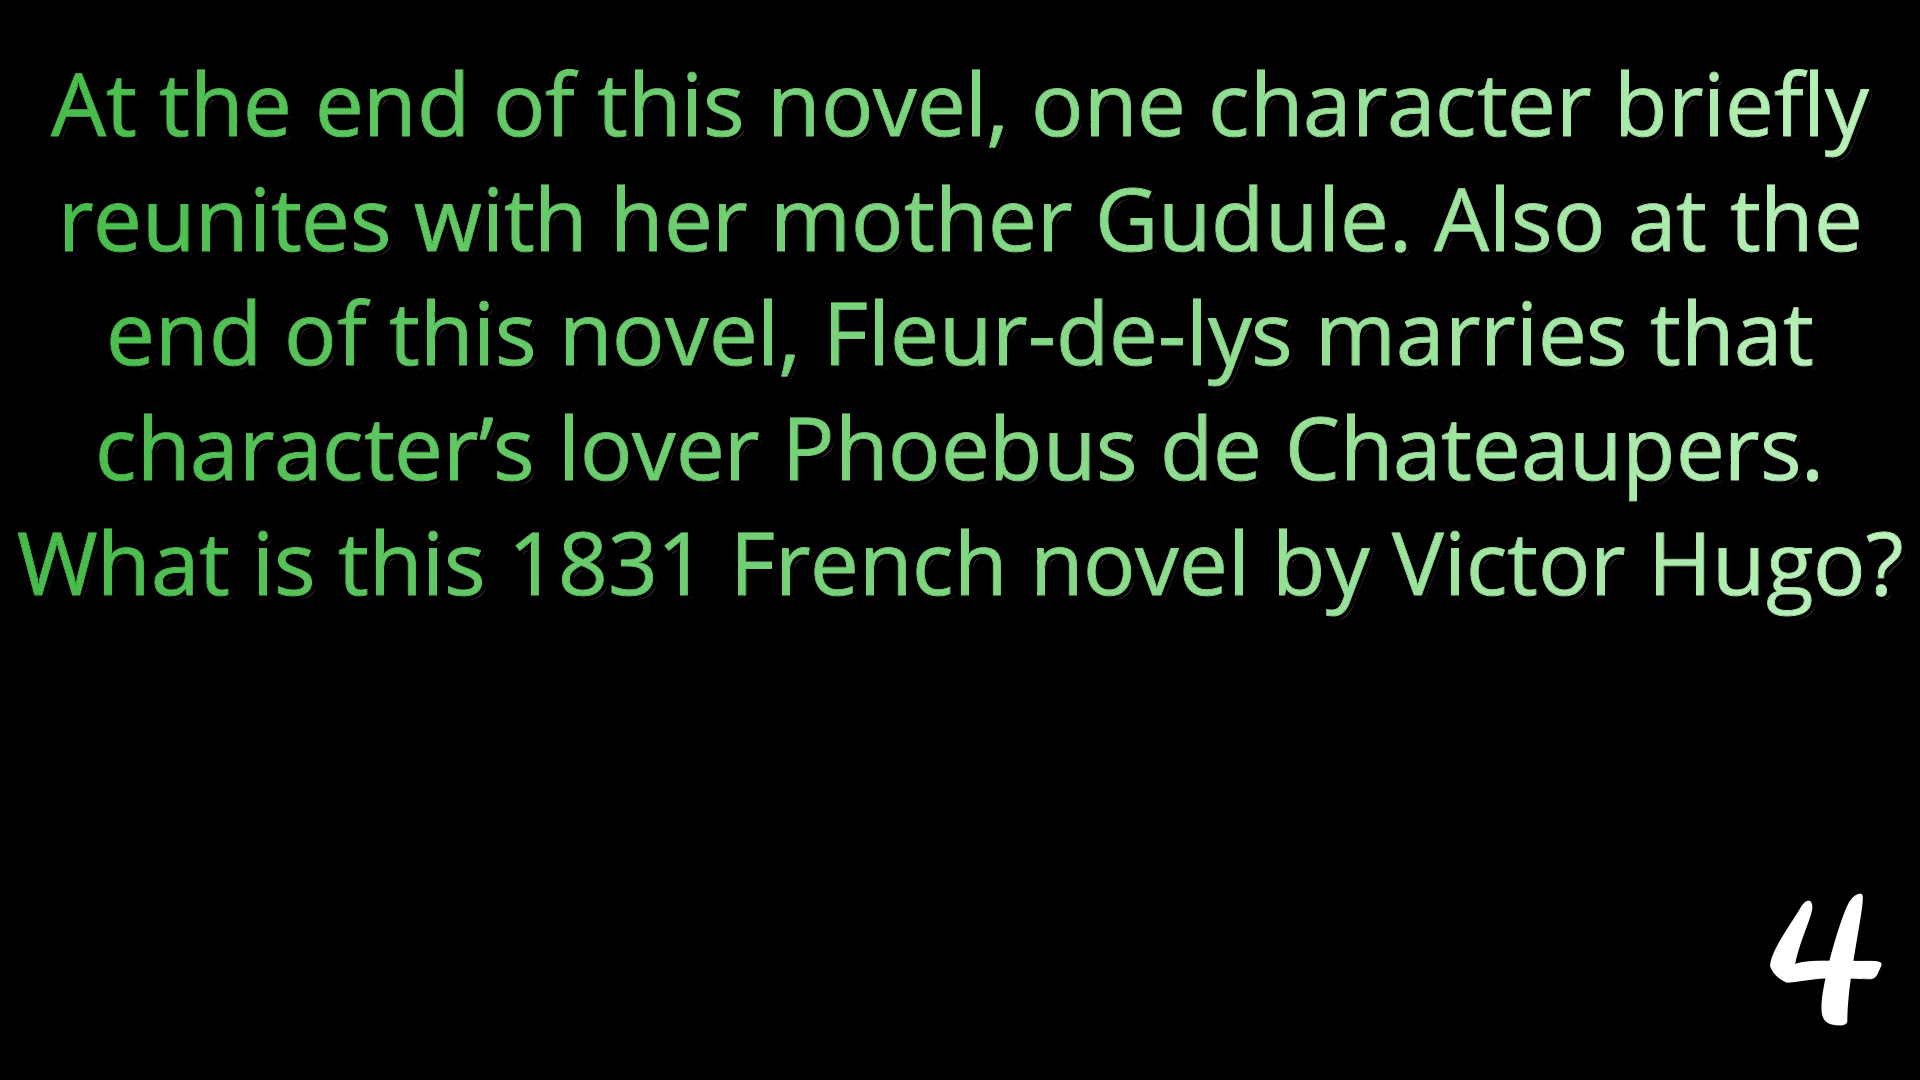 At the end of this novel, one character briefly
reunites with her mother Gudule. Also at the
end of this novel, Fleur-de-lys marries that
character’s lover Phoebus de Chateaupers.
What is this 1831 French novel by Victor Hugo?
4